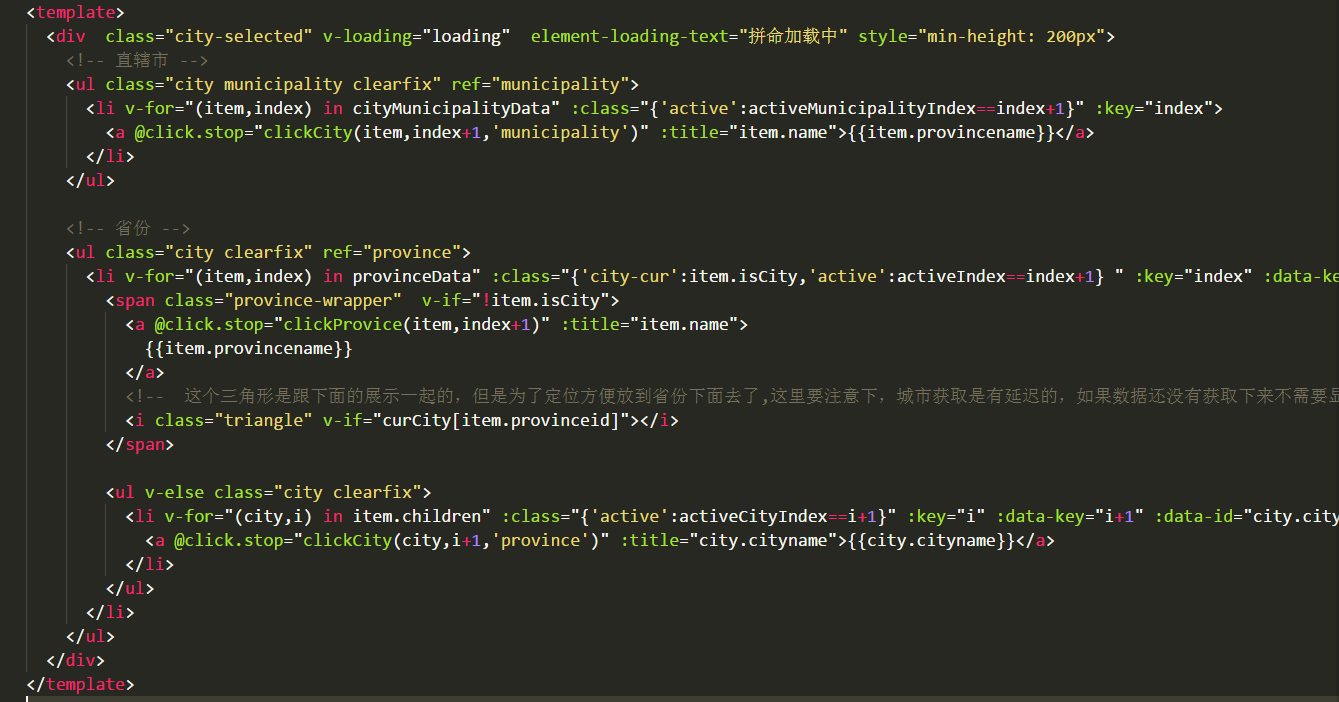 <template>
<div  class="city-selected" v-loading="loading"  element-loading-text="拼命加载中" style="min-height: 200px">
<!-- 直辖市 -->
<ul class="city municipality clearfix" ref="municipality">
<li v-for="(item,index) in cityMunicipalityData" :class="{'active':activeMunicipalityIndex==index+1}" :key="index">
<a @click.stop="clickCity(item,index+1,'municipality')" :title="item.name">{{item.provincename}}</a>
</li>
</ul>
<!-- 省份 -->
<ul class="city clearfix" ref="province">
<li v-for="(item,index) in provinceData" :class="{'city-cur':item.isCity,'active':activeIndex==index+1} " :key="index" :data-ke
<span class="province-wrapper"  v-if="!item.isCity">
<a @click.stop="clickProvice(item,index+1)" :title="item.name">
{{item.provincename}}
</a>
<!--  这个三角形是跟下面的展示一起的，但是为了定位方便放到省份下面去了,这里要注意下，城市获取是有延迟的，如果数据还没有获取下来不需要显
<i class="triangle" v-if="curCity[item.provinceid]"></i>
</span>
<ul v-else class="city clearfix">
<li v-for="(city,i) in item.children" :class="{'active':activeCityIndex==i+1}" :key="i" :data-key="i+1" :data-id="city.city
<a @click.stop="clickCity(city,i+1,'province')" :title="city.cityname">{{city.cityname}}</a>
</li>
</ul>
</li>
</ul>
</div>
</template>